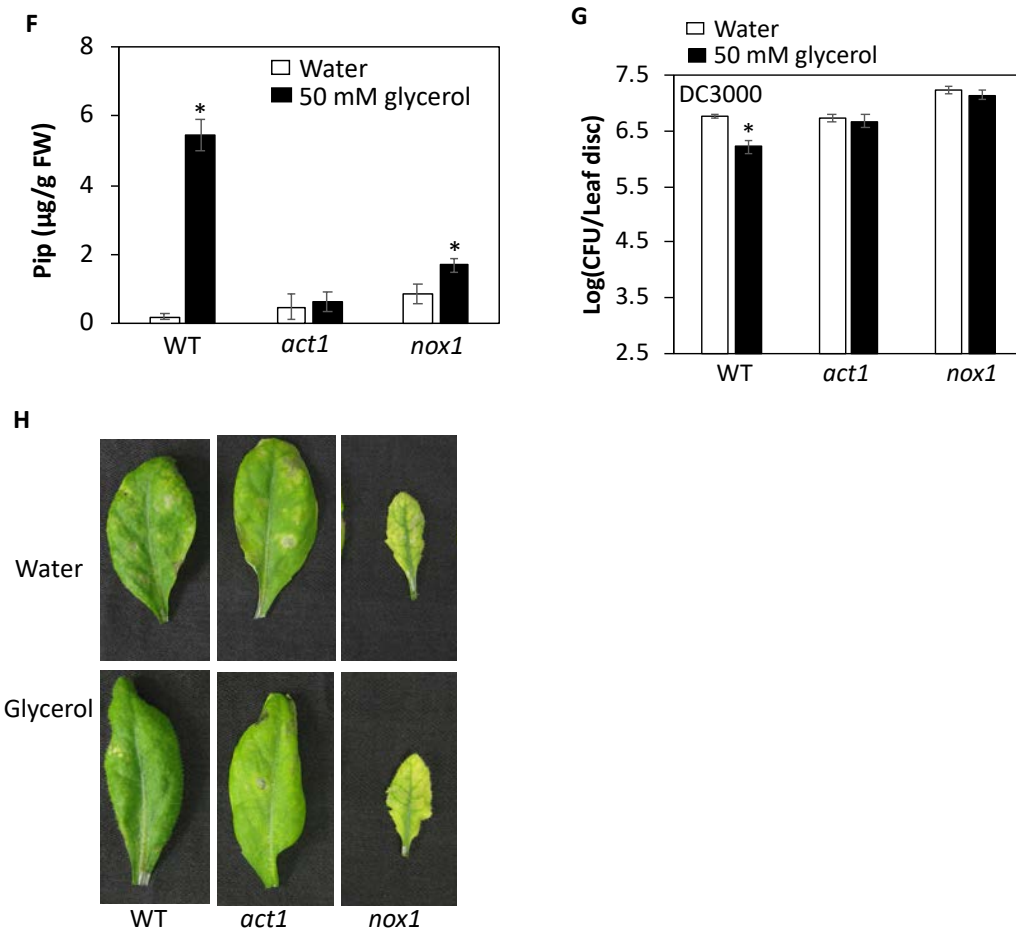 F
Water
50 mM glycerol
Pip (µg/g FW)
8
6
4
2
0
*
*
WT
act1
nox1
G
Water
50 mM glycerol
DC3000
Log(CFU/Leaf disc)
7.5
6.5
5.5
4.5
3.5
2.5
*
WT
act1
nox1
H
Water
Glycerol
WT
act1
nox1